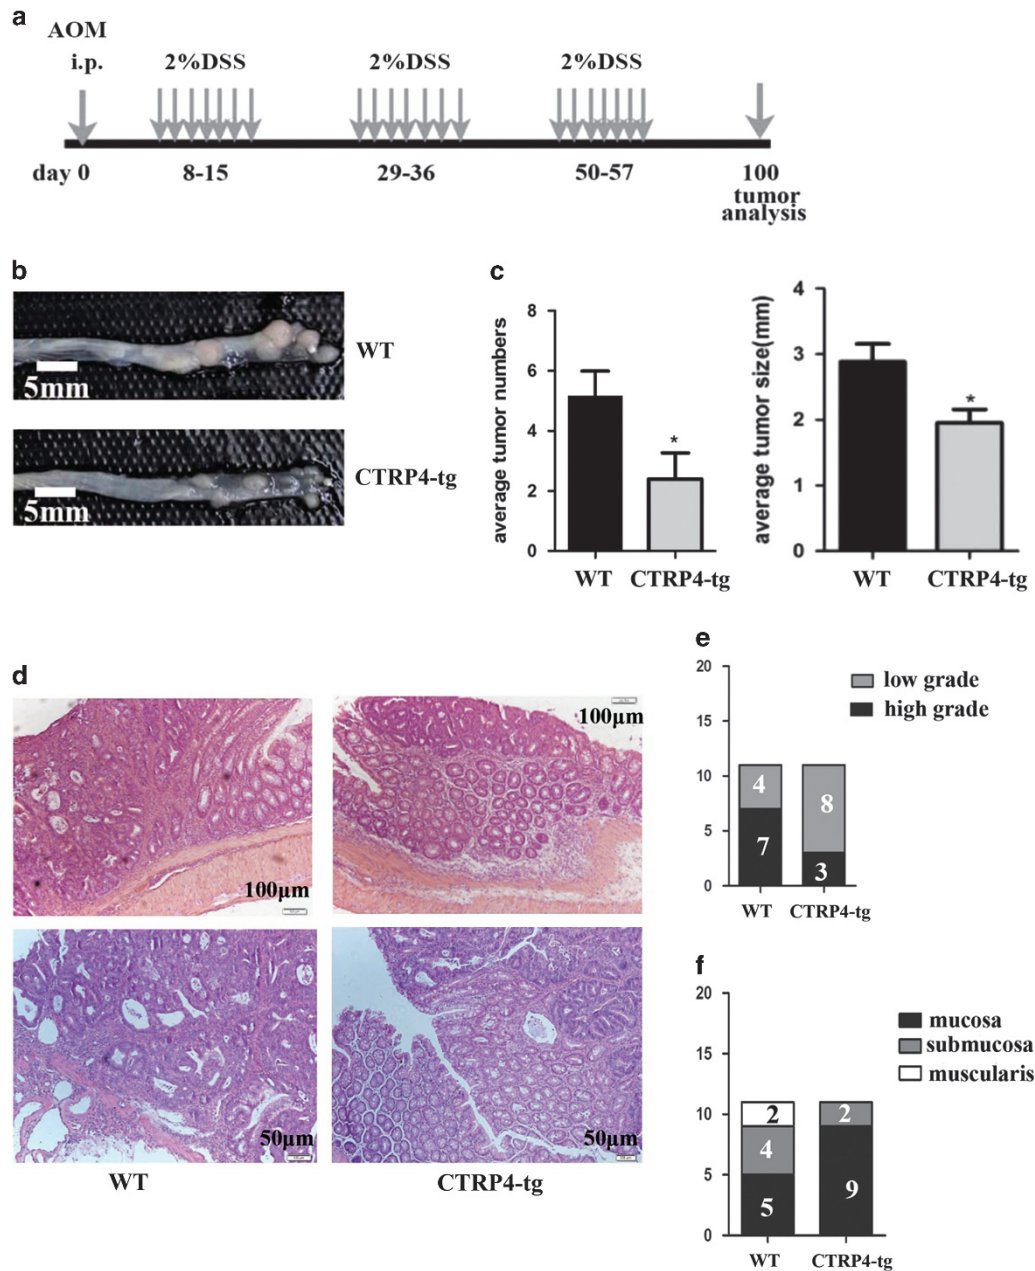 a
AOM
i.p.
2%DSS 2%DSS 2%DSS
day 0 8-15 29-36 50-57 100
tumor
analysis
b
WT
5mm
CTRP4-tg
5mm
c
average tumor numbers
8
6
4
2
0
WT CTRP4-tg
*
average tumor size(mm)
4
3
2
1
0
WT CTRP4-tg
*
d
100μm
100μm
50μm
50μm
WT CTRP4-tg
e
20
15
10
5
0
low grade
high grade
4
7
8
3
WT CTRP4-tg
f
20
15
10
5
0
mucosa
submucosa
muscularis
2
4
5
2
9
WT CTRP4-tg